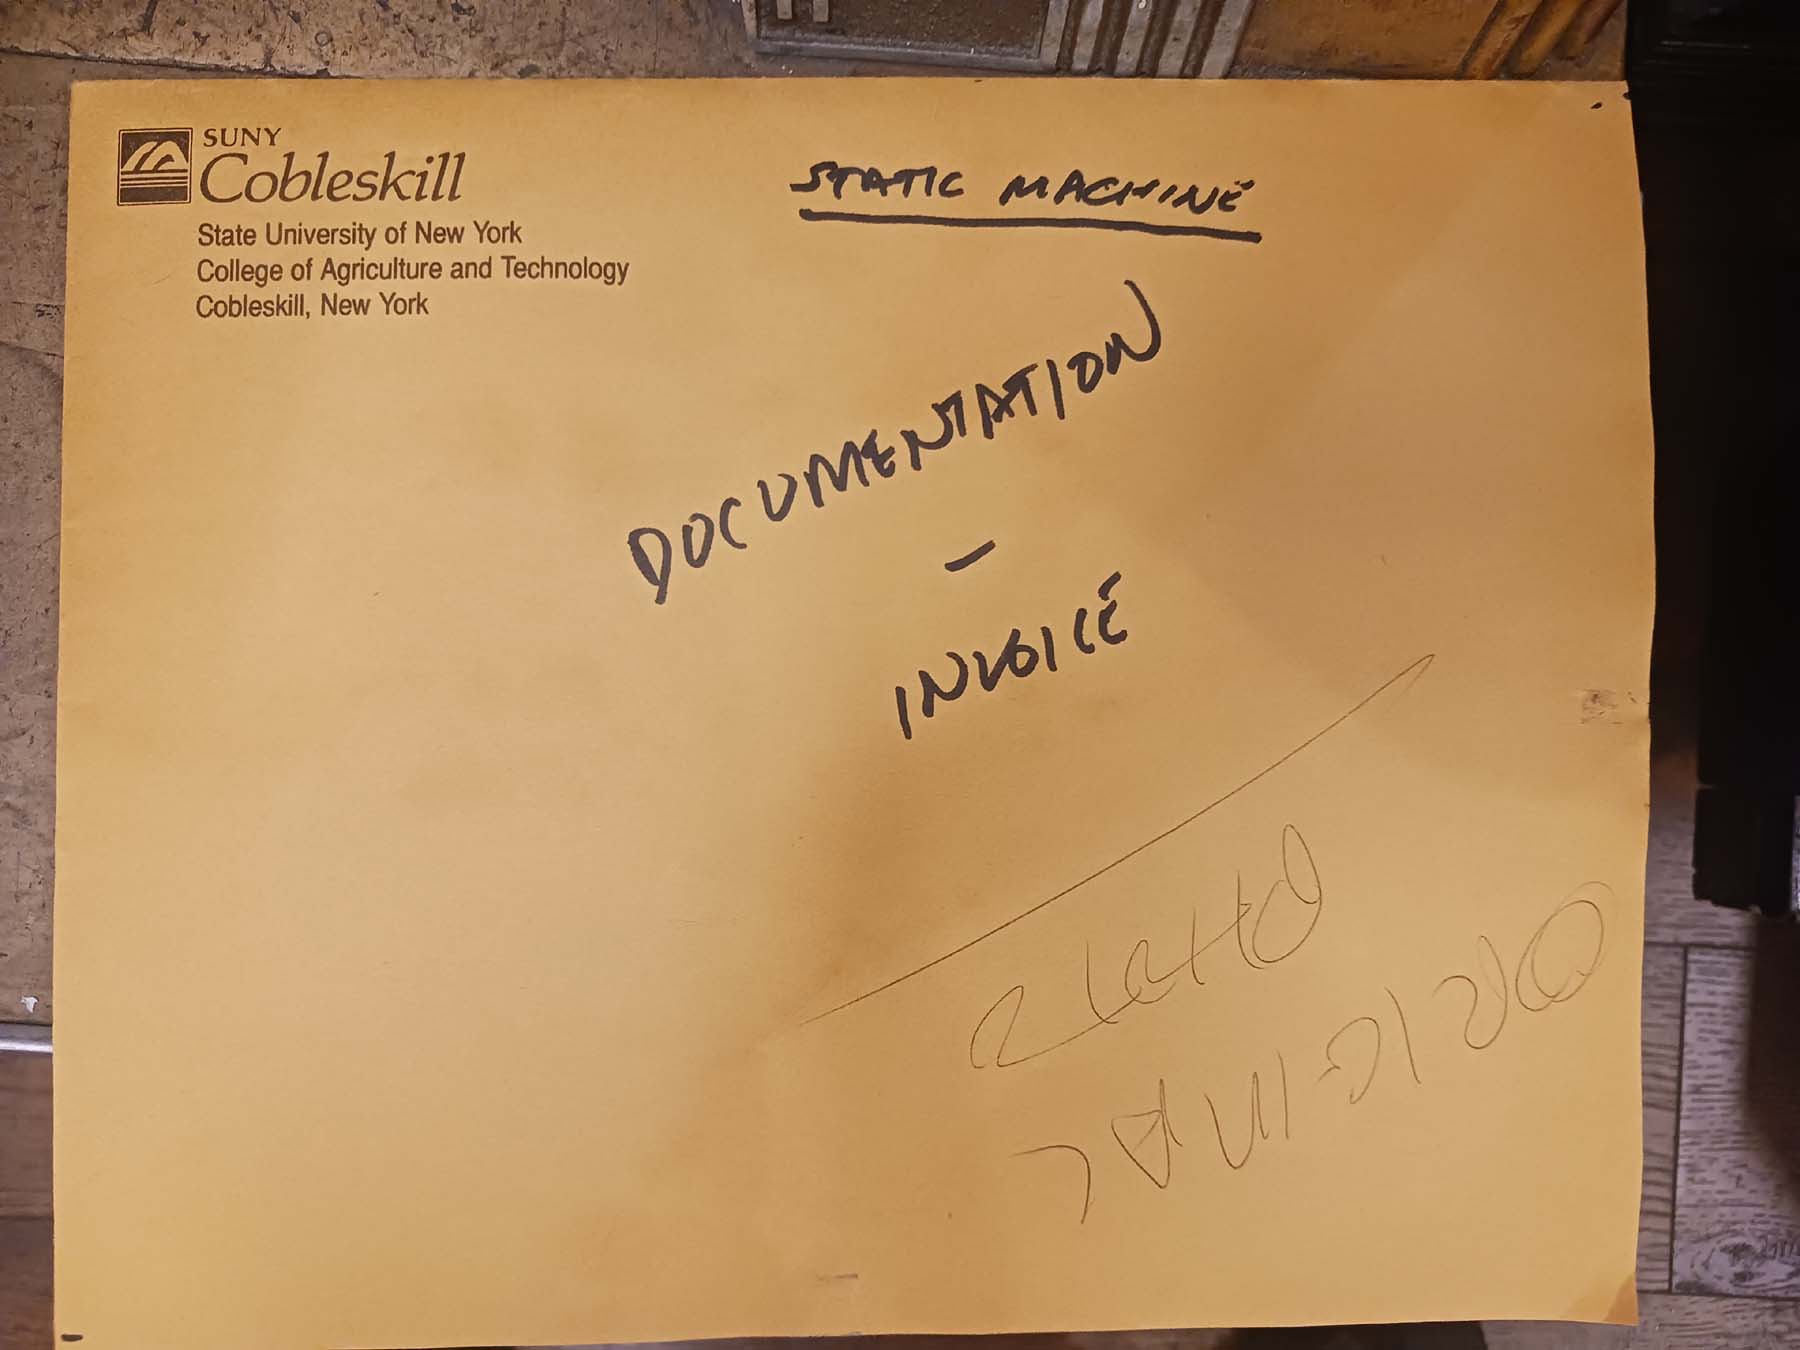 SUNY
Cobleskill
State University of New York
College of Agriculture and Technology
Cobleskill, New York
STATIC MACHINE
DOCUMENTATION
–
INVOICE
ORIGINAL